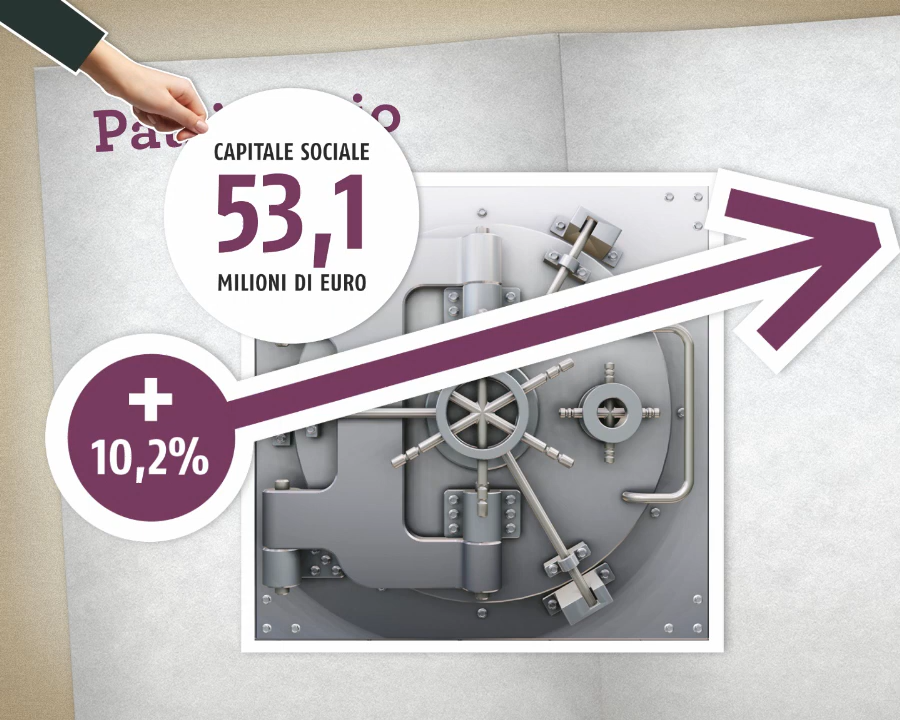 CAPITALE SOCIALE
53,1
MILIONI DI EURO
+
10,2%